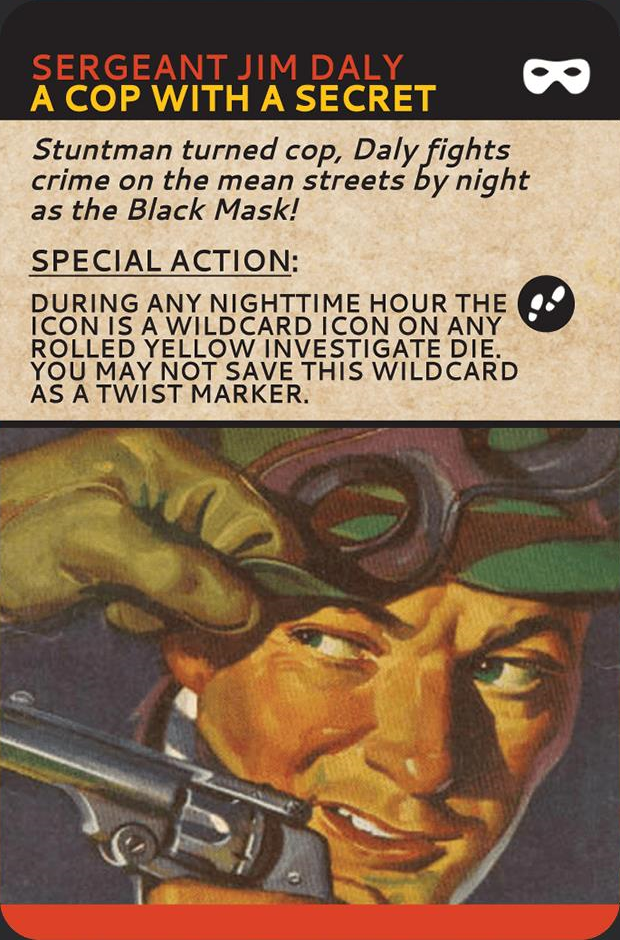 SERGEANT JIM DALY
A COP WITH A SECRET
Stuntman turned cop, Daly fights
crime on the mean streets by night
as the Black Mask!
SPECIAL ACTION:
DURING ANY NIGHTTIME HOUR THE
ICON IS A WILDCARD ICON ON ANY
ROLLED YELLOW INVESTIGATE DIE.
YOU MAY NOT SAVE THIS WILDCARD
AS A TWIST MARKER.